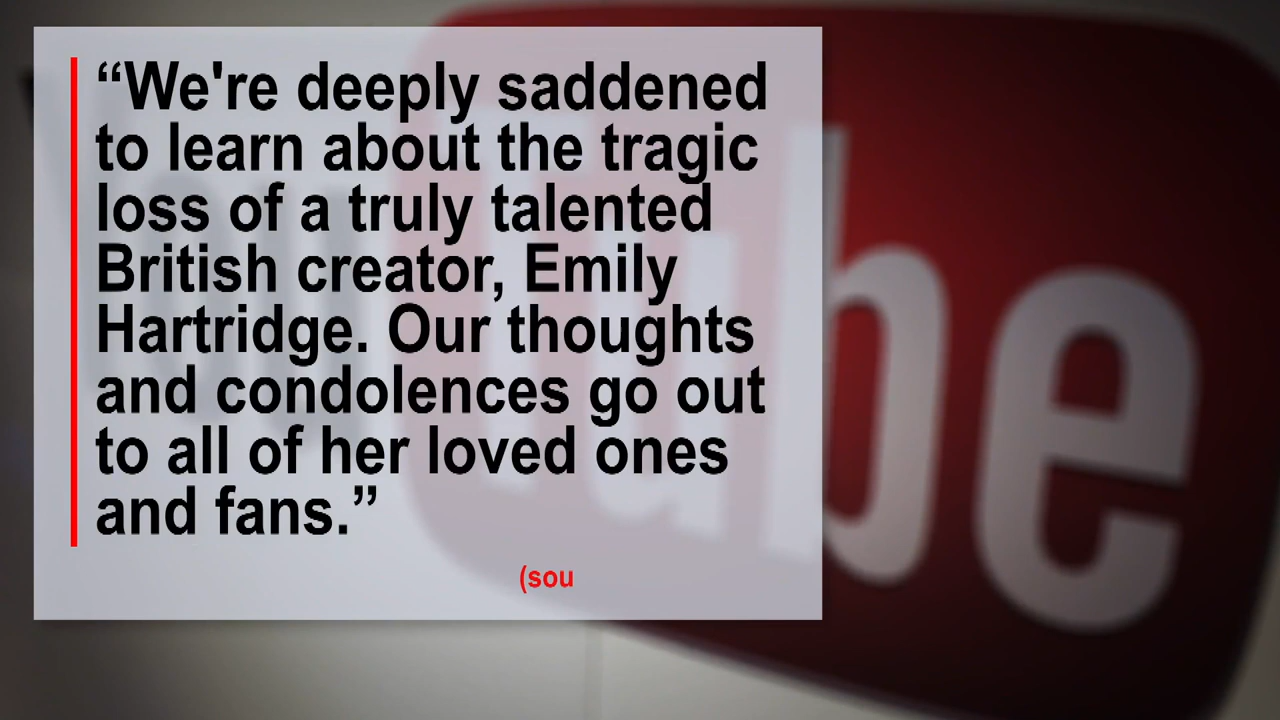 “We're deeply saddened
to learn about the tragic
loss of a truly talented
British creator, Emily
Hartridge. Our thoughts
and condolences go out
to all of her loved ones
and fans.”
(sou
Tube